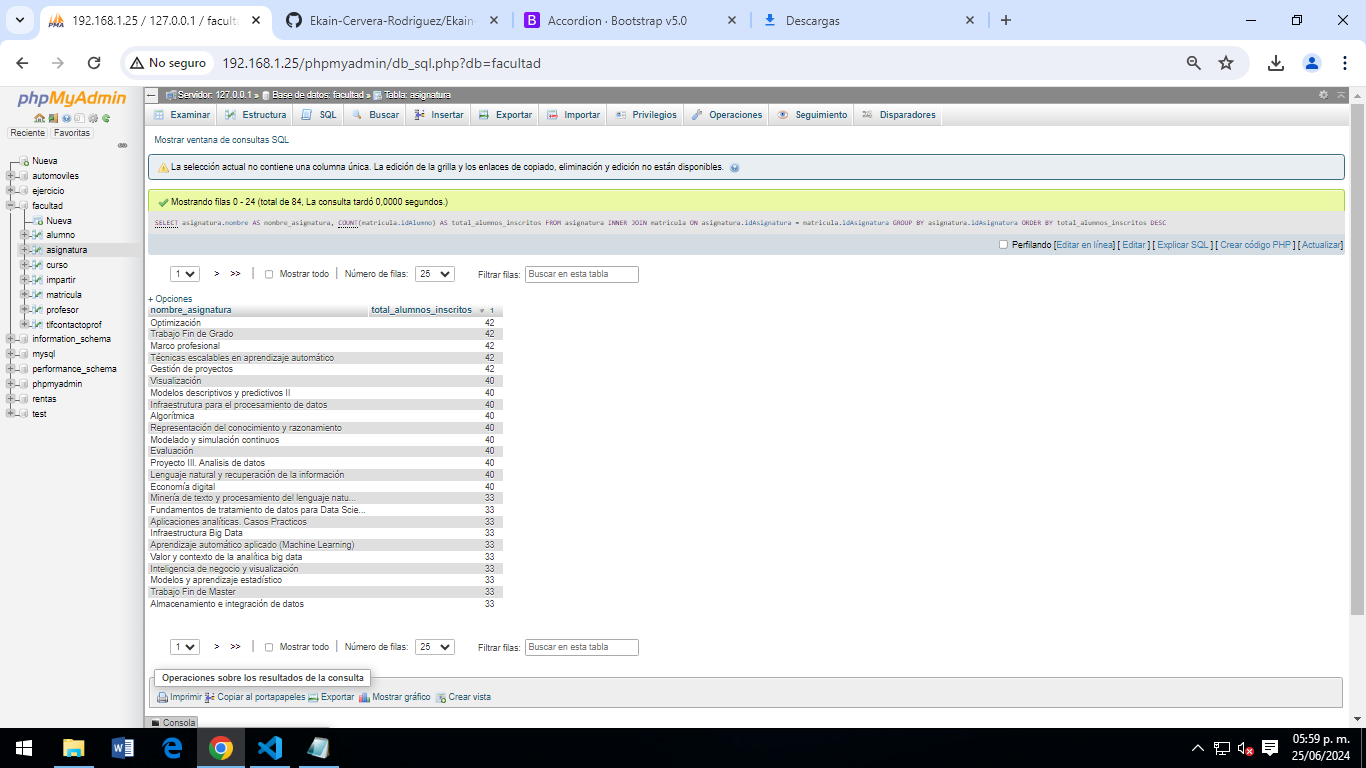 192.168.1.25 / 127.0.0.1 / faculta
Ekain-Cervera-Rodriguez/Ekain-
Accordion · Bootstrap v5.0
Descargas
No seguro
192.168.1.25/phpmyadmin/db_sql.php?db=facultad
phpMyAdmin
Reciente Favoritas
Nueva
automoviles
ejercicio
facultad
Nueva
alumno
asignatura
curso
impartir
matricula
profesor
tlfcontactoprof
information_schema
mysql
performance_schema
phpmyadmin
rentas
test
Servidor: 127.0.0.1 » Base de datos: facultad » Tabla: asignatura
Examinar Estructura SQL Buscar Insertar Exportar Importar Privilegios Operaciones Seguimiento Disparadores
Mostrar ventana de consultas SQL
La selección actual no contiene una columna única. La edición de la grilla y los enlaces de copiado, eliminación y edición no están disponibles.
Mostrando filas 0 - 24 (total de 84, La consulta tardó 0,0000 segundos.)
SELECT asignatura.nombre AS nombre_asignatura, COUNT(matricula.idAlumno) AS total_alumnos_inscritos FROM asignatura INNER JOIN matricula ON asignatura.idAsignatura = matricula.idAsignatura GROUP BY asignatura.idAsignatura ORDER BY total_alumnos_inscritos DESC
Perfilando [Editar en línea] [ Editar ] [ Explicar SQL ] [ Crear código PHP ] [ Actualizar]
1 > >> | Mostrar todo | Número de filas: 25 Filtrar filas: Buscar en esta tabla
+ Opciones
nombre_asignatura total_alumnos_inscritos 1
Optimización 42
Trabajo Fin de Grado 42
Marco profesional 42
Técnicas escalables en aprendizaje automático 42
Gestión de proyectos 42
Visualización 40
Modelos descriptivos y predictivos II 40
Infraestrutura para el procesamiento de datos 40
Algorítmica 40
Representación del conocimiento y razonamiento 40
Modelado y simulación continuos 40
Evaluación 40
Proyecto III. Analisis de datos 40
Lenguaje natural y recuperación de la información 40
Economía digital 40
Minería de texto y procesamiento del lenguaje natu... 33
Fundamentos de tratamiento de datos para Data Scie... 33
Aplicaciones analíticas. Casos Practicos 33
Infraestructura Big Data 33
Aprendizaje automático aplicado (Machine Learning) 33
Valor y contexto de la analítica big data 33
Inteligencia de negocio y visualización 33
Modelos y aprendizaje estadístico 33
Trabajo Fin de Master 33
Almacenamiento e integración de datos 33
1 > >> | Mostrar todo | Número de filas: 25 Filtrar filas: Buscar en esta tabla
Operaciones sobre los resultados de la consulta
Imprimir Copiar al portapapeles Exportar Mostrar gráfico Crear vista
Consola
05:59 p. m.
25/06/2024